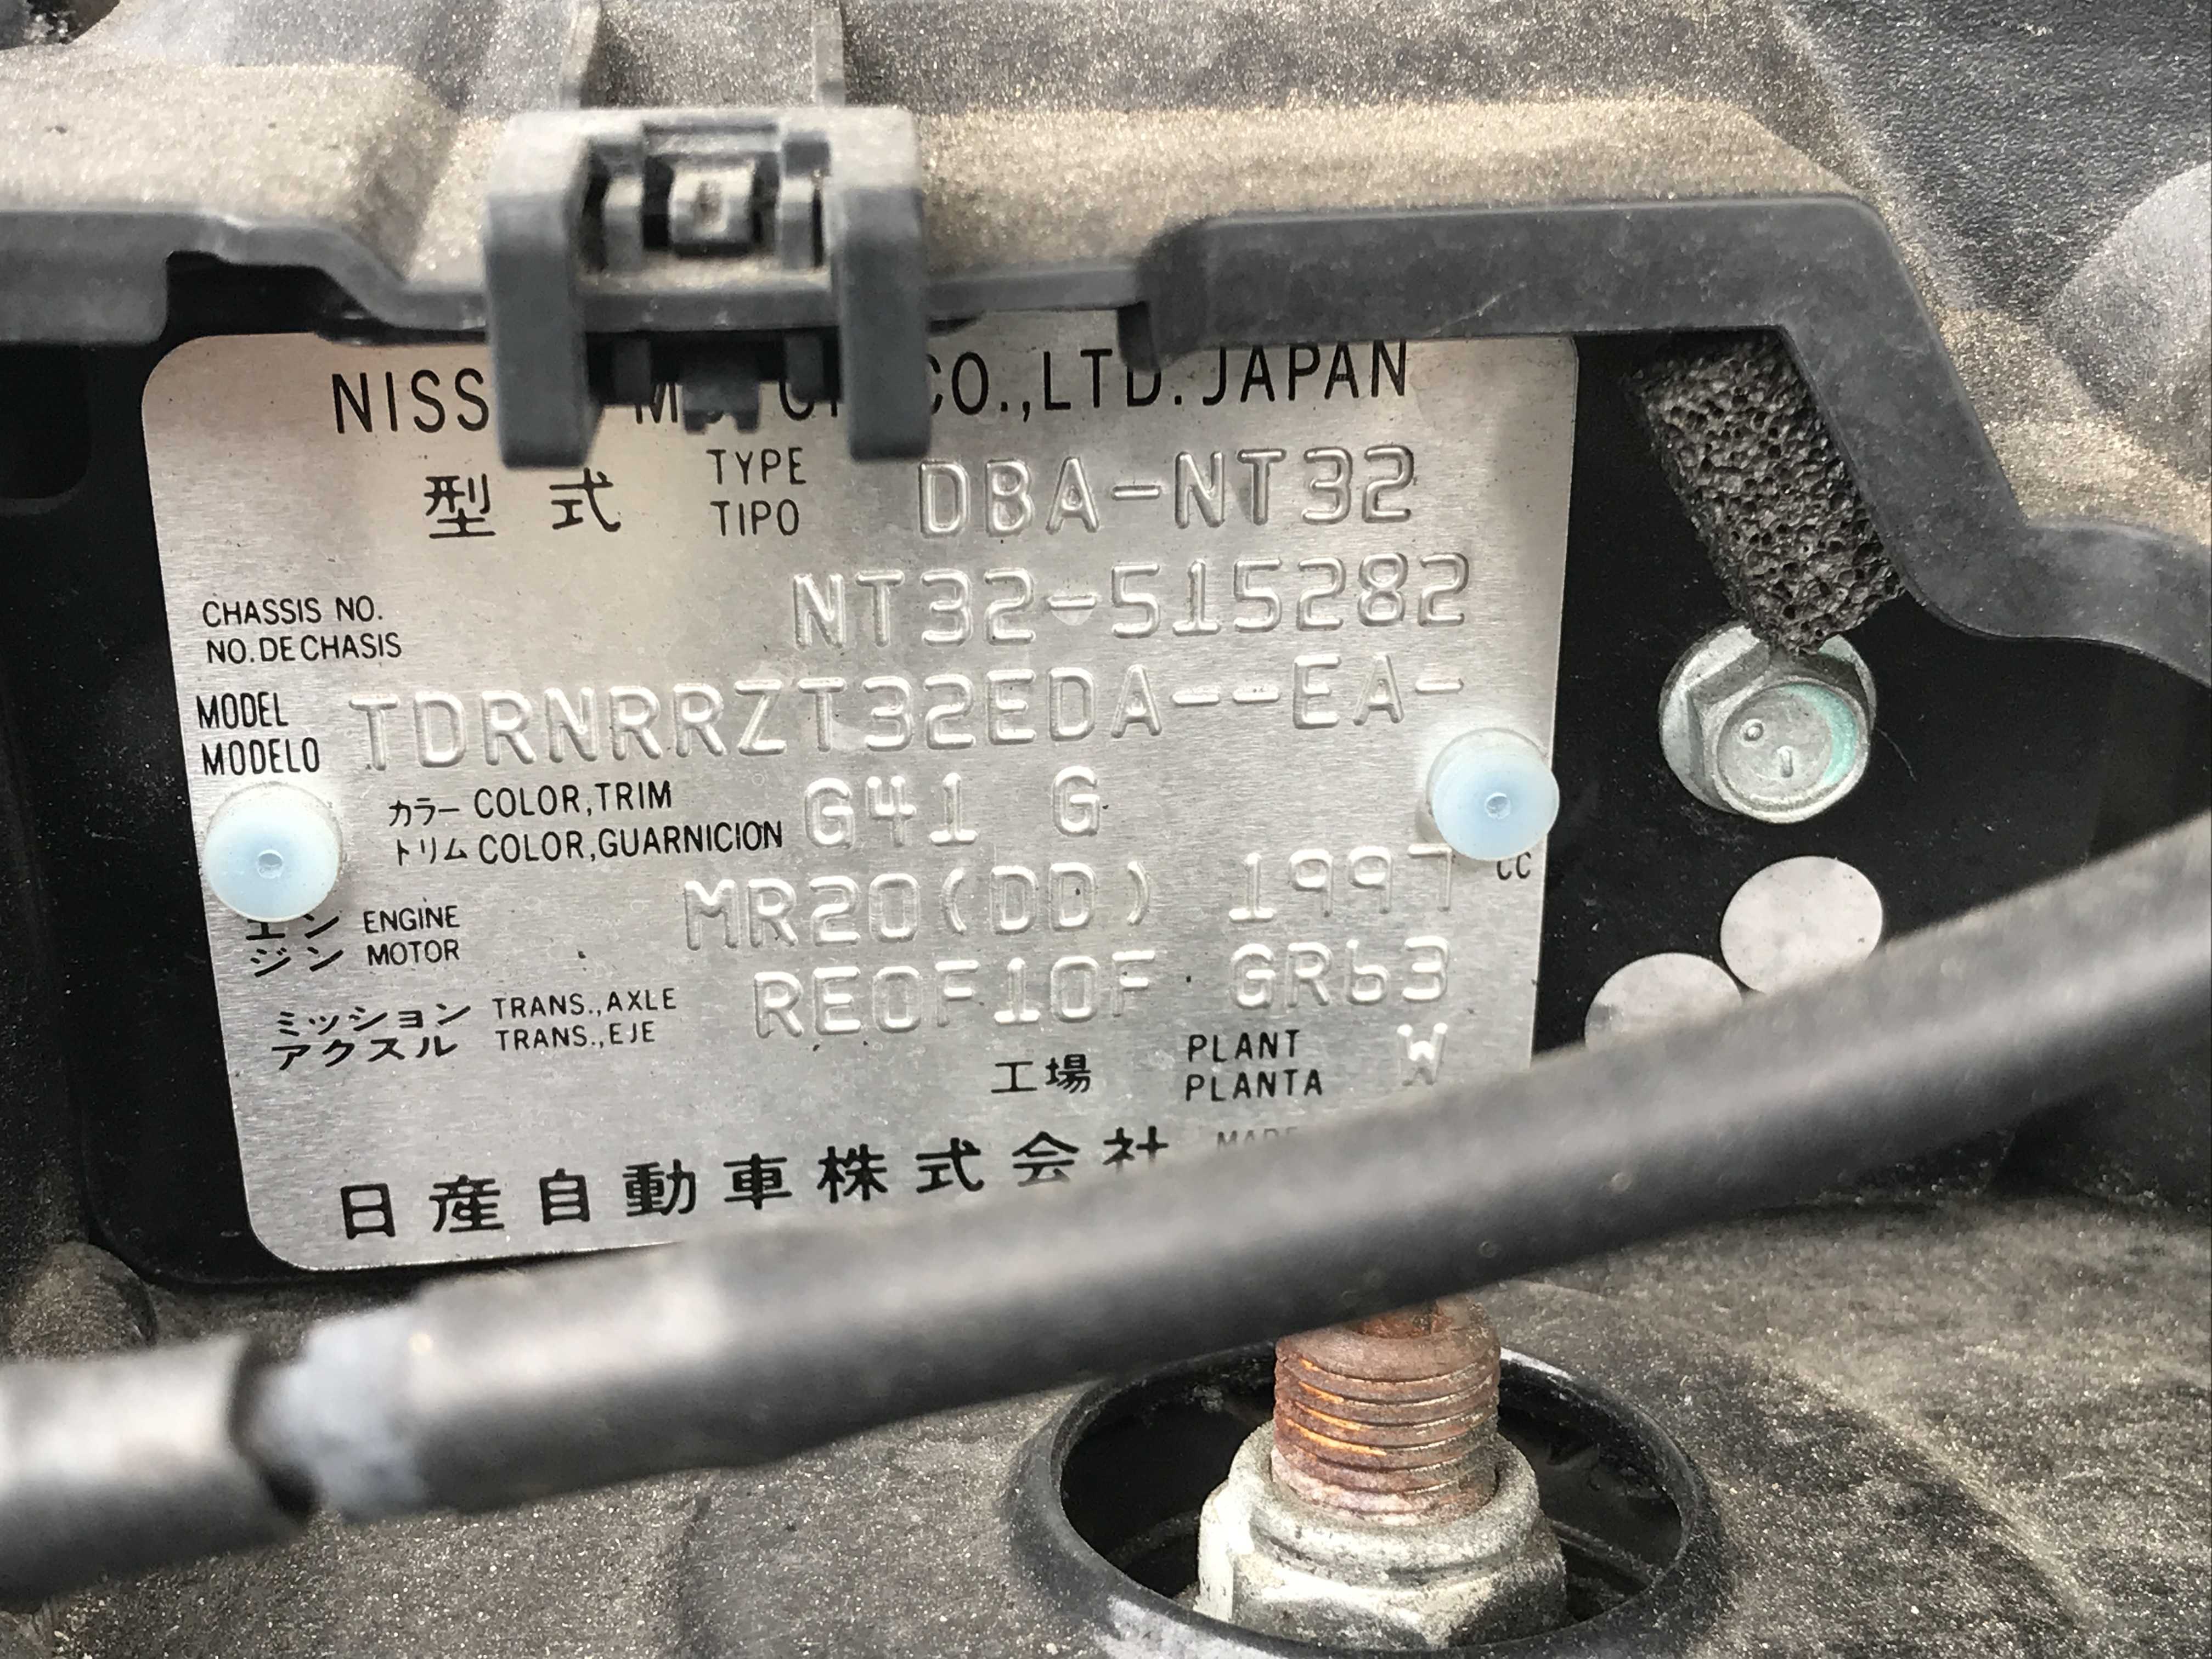 NISS CO.,LTD. JAPAN
型式 TYPE TIPO DBA-NT32
CHASSIS NO. NO.DE CHASIS NT32-515282
MODEL MODELO TDRNRRZT32EDA--EA-
カラー COLOR,TRIM G41 G
トリム COLOR,GUARNICION
エン ENGINE MR20(DD) 1997 CC
ジン MOTOR
ミッション TRANS.,AXLE RE0F10F GR63
アクスル TRANS.,EJE
工場 PLANT PLANTA W
日産自動車株式会社